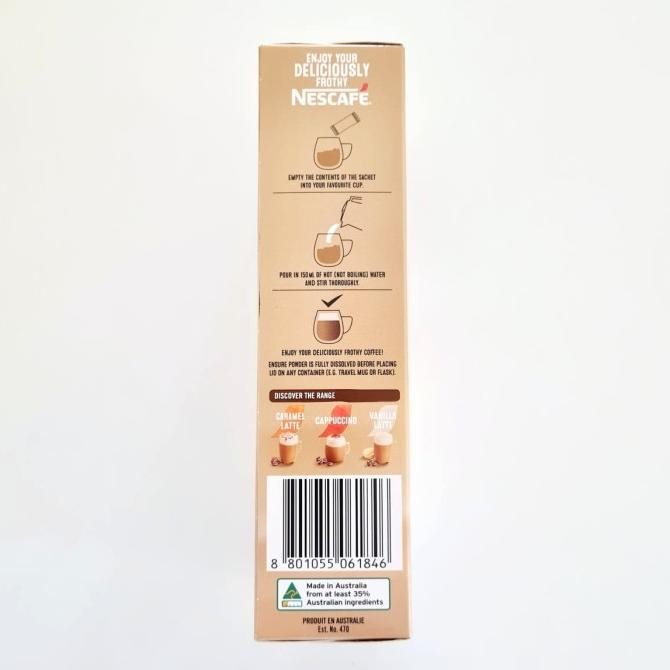 ENJOY YOUR
DELICIOUSLY
FROTHY
NESCAFÉ.
EMPTY THE CONTENTS OF THE SACHET
INTO YOUR FAVOURITE CUP.
POUR IN 150ML OF HOT (NOT BOILING) WATER
AND STIR THOROUGHLY.
ENJOY YOUR DELICIOUSLY FROTHY COFFEE!
ENSURE POWDER IS FULLY DISSOLVED BEFORE PLACING
LID ON ANY CONTAINER (E.G. TRAVEL MUG OR FLASK).
DISCOVER THE RANGE
CARAMEL
LATTE
CAPPUCCINO
VANILLA
LATTE
8 801055 061846
Made in Australia
from at least 35%
Australian ingredients
PRODUIT EN AUSTRALIE
Est. No. 470